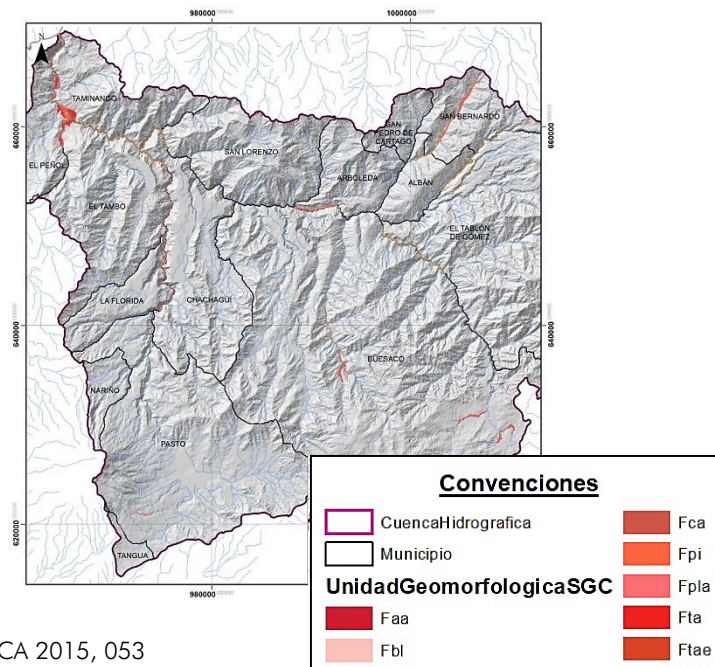 980000
1000000
N
TAMINANGO
SAN BERNARDO
660000
SAN PEDRO DE CARTAGO
660000
EL PEÑOL
SAN LORENZO
ARBOLEDA
ALBÁN
EL TAMBO
EL TABLÓN DE GÓMEZ
LA FLORIDA
CHACHAGÜÍ
640000
640000
BUESACO
NARIÑO
PASTO
620000
TANGUA
980000
Convenciones
CuencaHidrografica
Municipio
UnidadGeomorfologicaSGC
Faa
Fbl
Fca
Fpi
Fpla
Fta
Ftae
CA 2015, 053